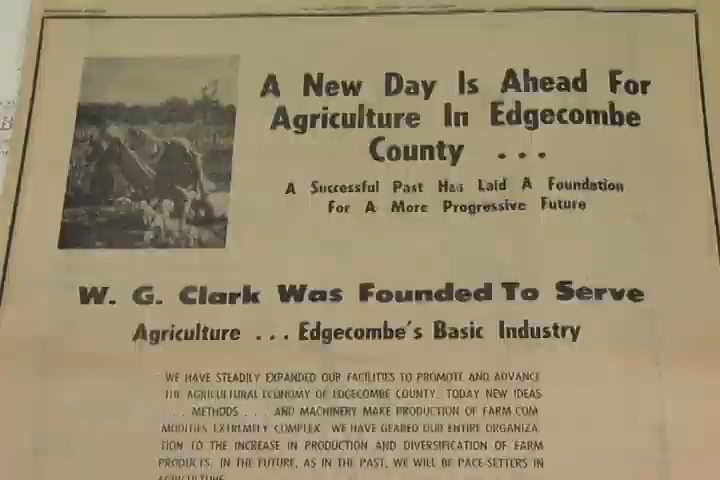 A New Day Is Ahead For
Agriculture In Edgecombe
County ...
A Successful Past Has Laid A Foundation
For A More Progressive Future
W. G. Clark Was Founded To Serve
Agriculture ... Edgecombe's Basic Industry
WE HAVE STEADILY EXPANDED OUR FACILITIES TO PROMOTE AND ADVANCE
THE AGRICULTURAL ECONOMY OF EDGECOMBE COUNTY. TODAY NEW IDEAS
... METHODS ... AND MACHINERY MAKE PRODUCTION OF FARM COM
MODITIES EXTREMELY COMPLEX. WE HAVE GEARED OUR ENTIRE ORGANIZA
TION TO THE INCREASE IN PRODUCTION AND DIVERSIFICATION OF FARM
PRODUCTS. IN THE FUTURE, AS IN THE PAST, WE WILL BE PACE-SETTERS IN
AGRICULTURE